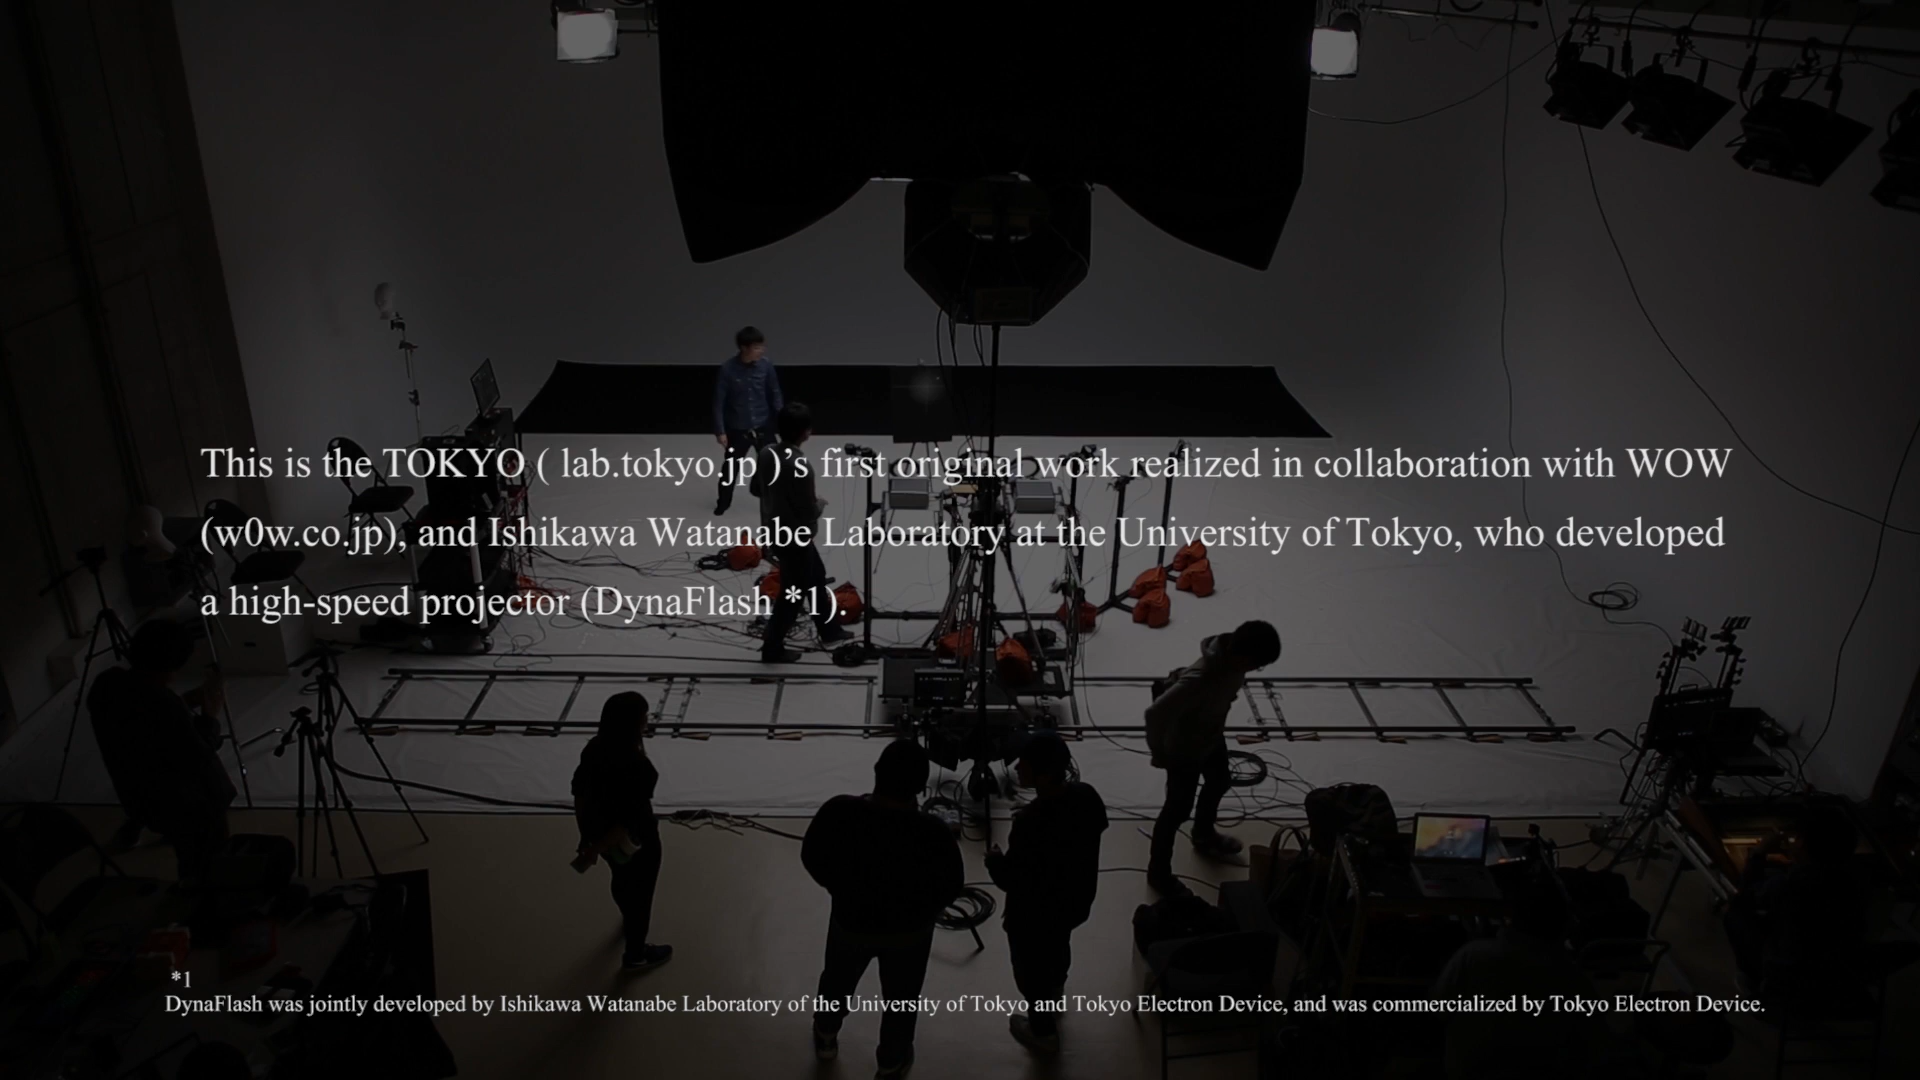 This is the TOKYO ( lab.tokyo.jp )’s first original work realized in collaboration with WOW
(w0w.co.jp), and Ishikawa Watanabe Laboratory at the University of Tokyo, who developed
a high-speed projector (DynaFlash *1).
*1
DynaFlash was jointly developed by Ishikawa Watanabe Laboratory of the University of Tokyo and Tokyo Electron Device, and was commercialized by Tokyo Electron Device.